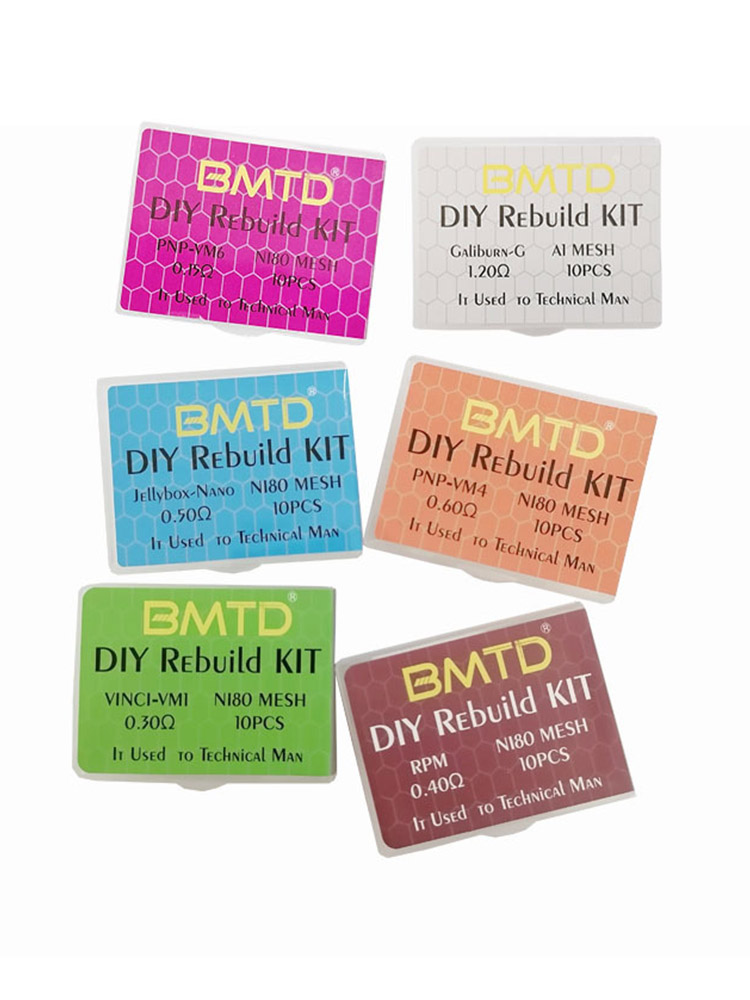 BMTD®
DIY Rebuild KIT
PNP-VM6 NI80 MESH
0.15Ω 10PCS
It Used to Technical Man
BMTD
DIY Rebuild KIT
Galiburn-G A1 MESH
1.20Ω 10PCS
It Used to Technical Man
BMTD®
DIY Rebuild KIT
Jellybox-Nano NI80 MESH
0.50Ω 10PCS
It Used to Technical Man
BMTD®
DIY Rebuild KIT
PNP-VM4 NI80 MESH
0.60Ω 10PCS
It Used to Technical Man
BMTD®
DIY Rebuild KIT
VINCI-VM1 NI80 MESH
0.30Ω 10PCS
It Used to Technical Man
BMTD®
DIY Rebuild KIT
RPM NI80 MESH
0.40Ω 10PCS
It Used to Technical Man